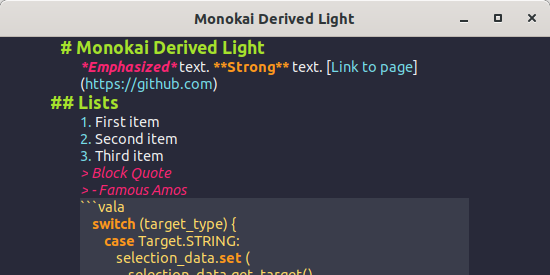 Monokai Derived Light
# Monokai Derived Light
*Emphasized* text. **Strong** text. [Link to page]
(https://github.com)
## Lists
1. First item
2. Second item
3. Third item
> Block Quote
> - Famous Amos
```vala
switch (target_type) {
case Target.STRING:
selection_data.set (
selection_data.get_target()